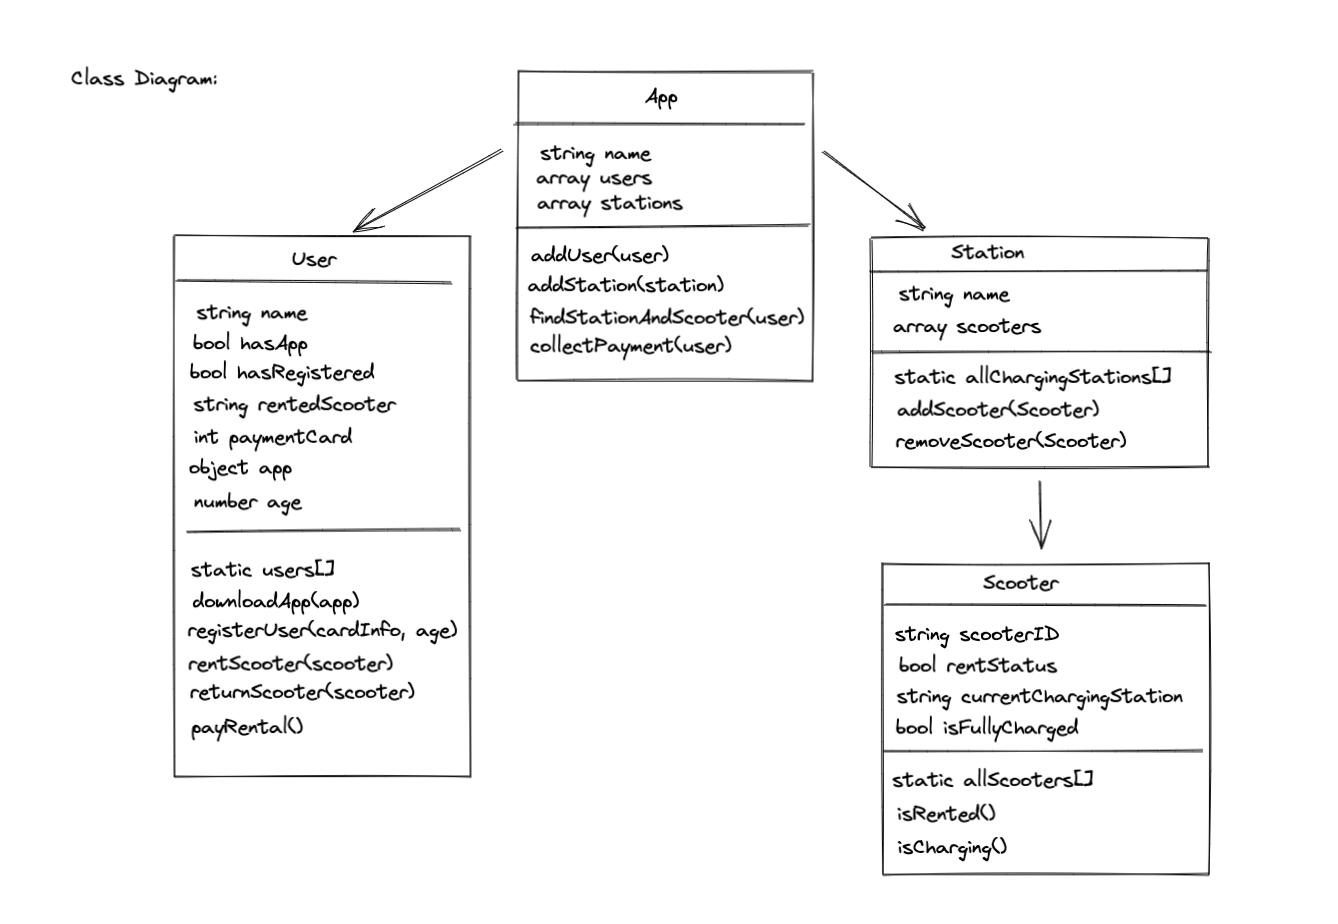 Class Diagram:
App
string name
array users
array stations
addUser(user)
addStation(station)
findStationAndScooter(user)
collectPayment(user)
User
string name
bool hasApp
bool hasRegistered
string rentedScooter
int paymentCard
object app
number age
static users[]
downloadApp(app)
registerUser(cardInfo, age)
rentScooter(scooter)
returnScooter(scooter)
payRental()
Station
string name
array scooters
static allChargingStations[]
addScooter(Scooter)
removeScooter(Scooter)
Scooter
string scooterID
bool rentStatus
string currentChargingStation
bool isFullyCharged
static allScooters[]
isRented()
isCharging()